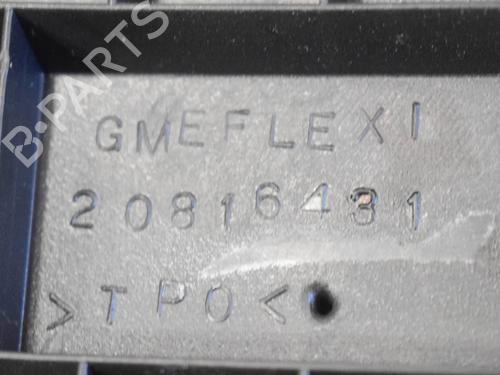 B-PARTS
GMEFLEXI
20816431
>TPO<